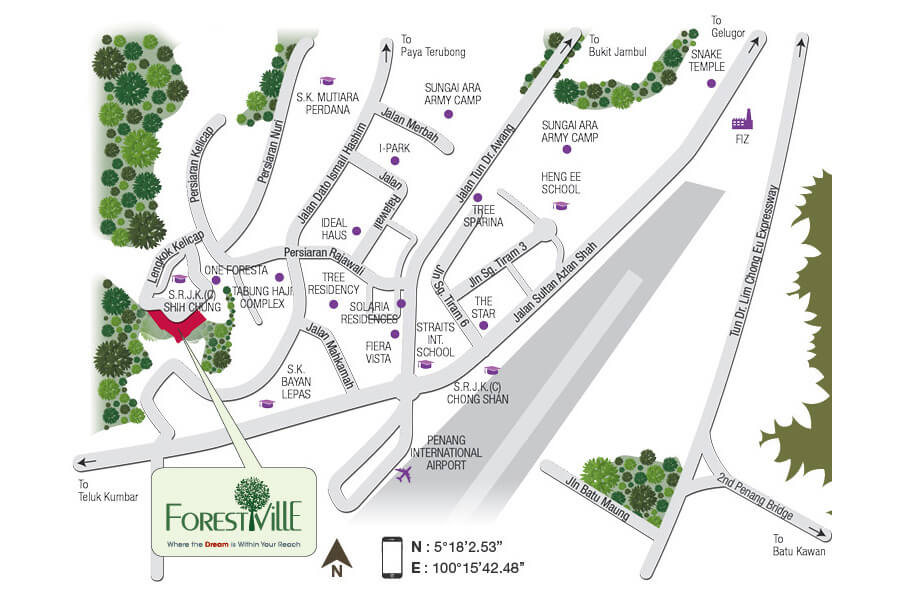 To
Gelugor
To
Bukit Jambul
To
Paya Terubong
SNAKE
TEMPLE
S.K. MUTIARA
PERDANA
SUNGAI ARA
ARMY CAMP
Jalan Merbah
FIZ
SUNGAI ARA
ARMY CAMP
Persiaran Kelicap
Persiaran Nuri
Jalan Dato Ismail Hashim
I-PARK
Jalan
Rajawali
Jalan Tun Dr. Awang
HENG EE
SCHOOL
TREE
SPARINA
IDEAL
HAUS
Lengkok Kelicap
Persiaran Rajawali
Jln Sg. Tiram 3
Jln
Sg. Tiram 6
Jalan Sultan Azlan Shah
Tun Dr. Lim Chong Eu Expressway
ONE FORESTA
S.R.J.K.(C)
SHIH CHUNG
TABUNG HAJI
COMPLEX
TREE
RESIDENCY
SOLARIA
RESIDENCES
THE
STAR
Jalan Mahkamah
FIERA
VISTA
STRAITS
INT.
SCHOOL
S.K.
BAYAN
LEPAS
S.R.J.K.(C)
CHONG SHAN
PENANG
INTERNATIONAL
AIRPORT
To
Teluk Kumbar
Jln Batu Maung
2nd Penang Bridge
To
Batu Kawan
FORESTVILLE
Where the Dream is Within Your Reach
N
N : 5°18’2.53”
E : 100°15’42.48”